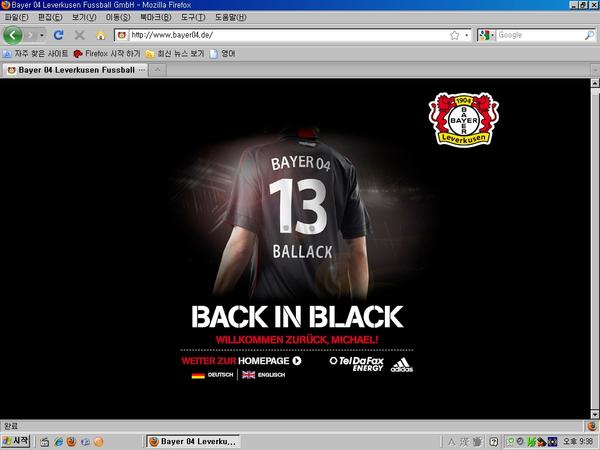 Bayer 04 Leverkusen Fussball GmbH - Mozilla Firefox
파일(F) 편집(E) 보기(V) 이동(S) 북마크(B) 도구(T) 도움말(H)
http://www.bayer04.de/
Google
자주 찾은 사이트 Firefox 시작 하기 최신 뉴스 보기 영어
Bayer 04 Leverkusen Fussball ...
1904
BAYER
BAYER
Leverkusen
BAYER 04
13
BALLACK
BACK IN BLACK
WILLKOMMEN ZURÜCK, MICHAEL!
WEITER ZUR HOMEPAGE
TelDaFax
ENERGY
adidas
DEUTSCH ENGLISCH
완료
시작
Bayer 04 Leverku...
A 漢
오후 9:38